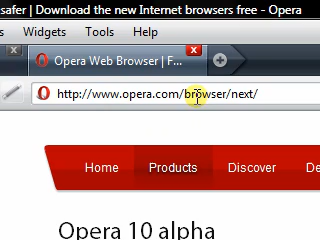 safer | Download the new Internet browsers free - Opera
s Widgets Tools Help
Opera Web Browser | F...
http://www.opera.com/browser/next/
Home Products Discover De
Opera 10 alpha